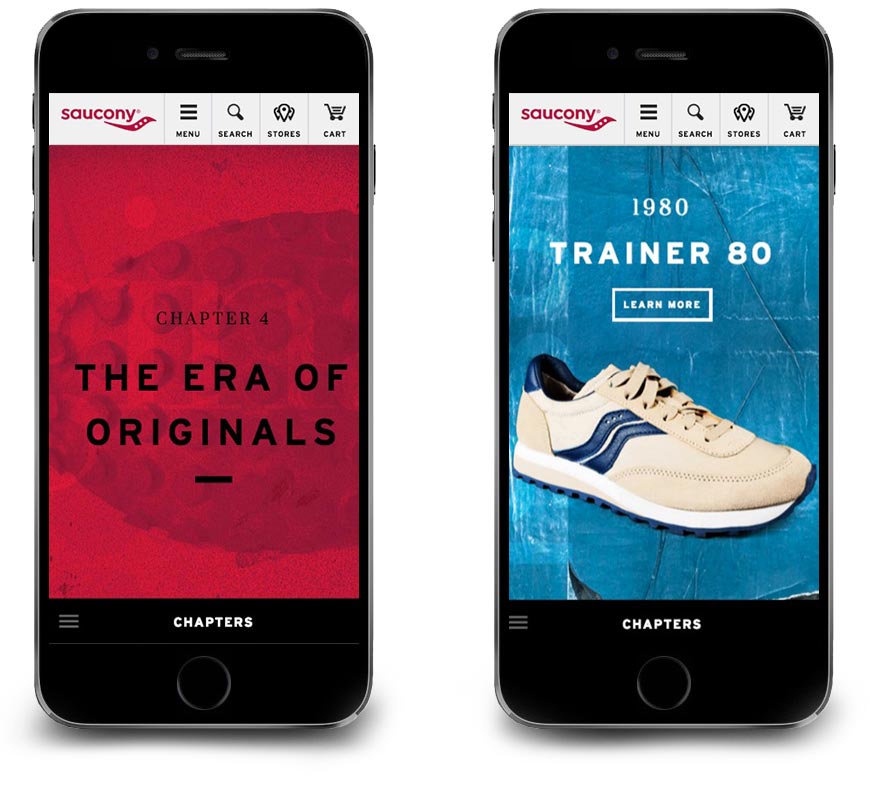 saucony®
MENU
SEARCH
STORES
CART
CHAPTER 4
THE ERA OF
ORIGINALS
CHAPTERS
saucony®
MENU
SEARCH
STORES
CART
1980
TRAINER 80
LEARN MORE
CHAPTERS